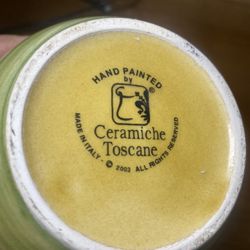 HAND PAINTED
by
®
Ceramiche
Toscane
MADE IN ITALY - © 2003 ALL RIGHTS RESERVED